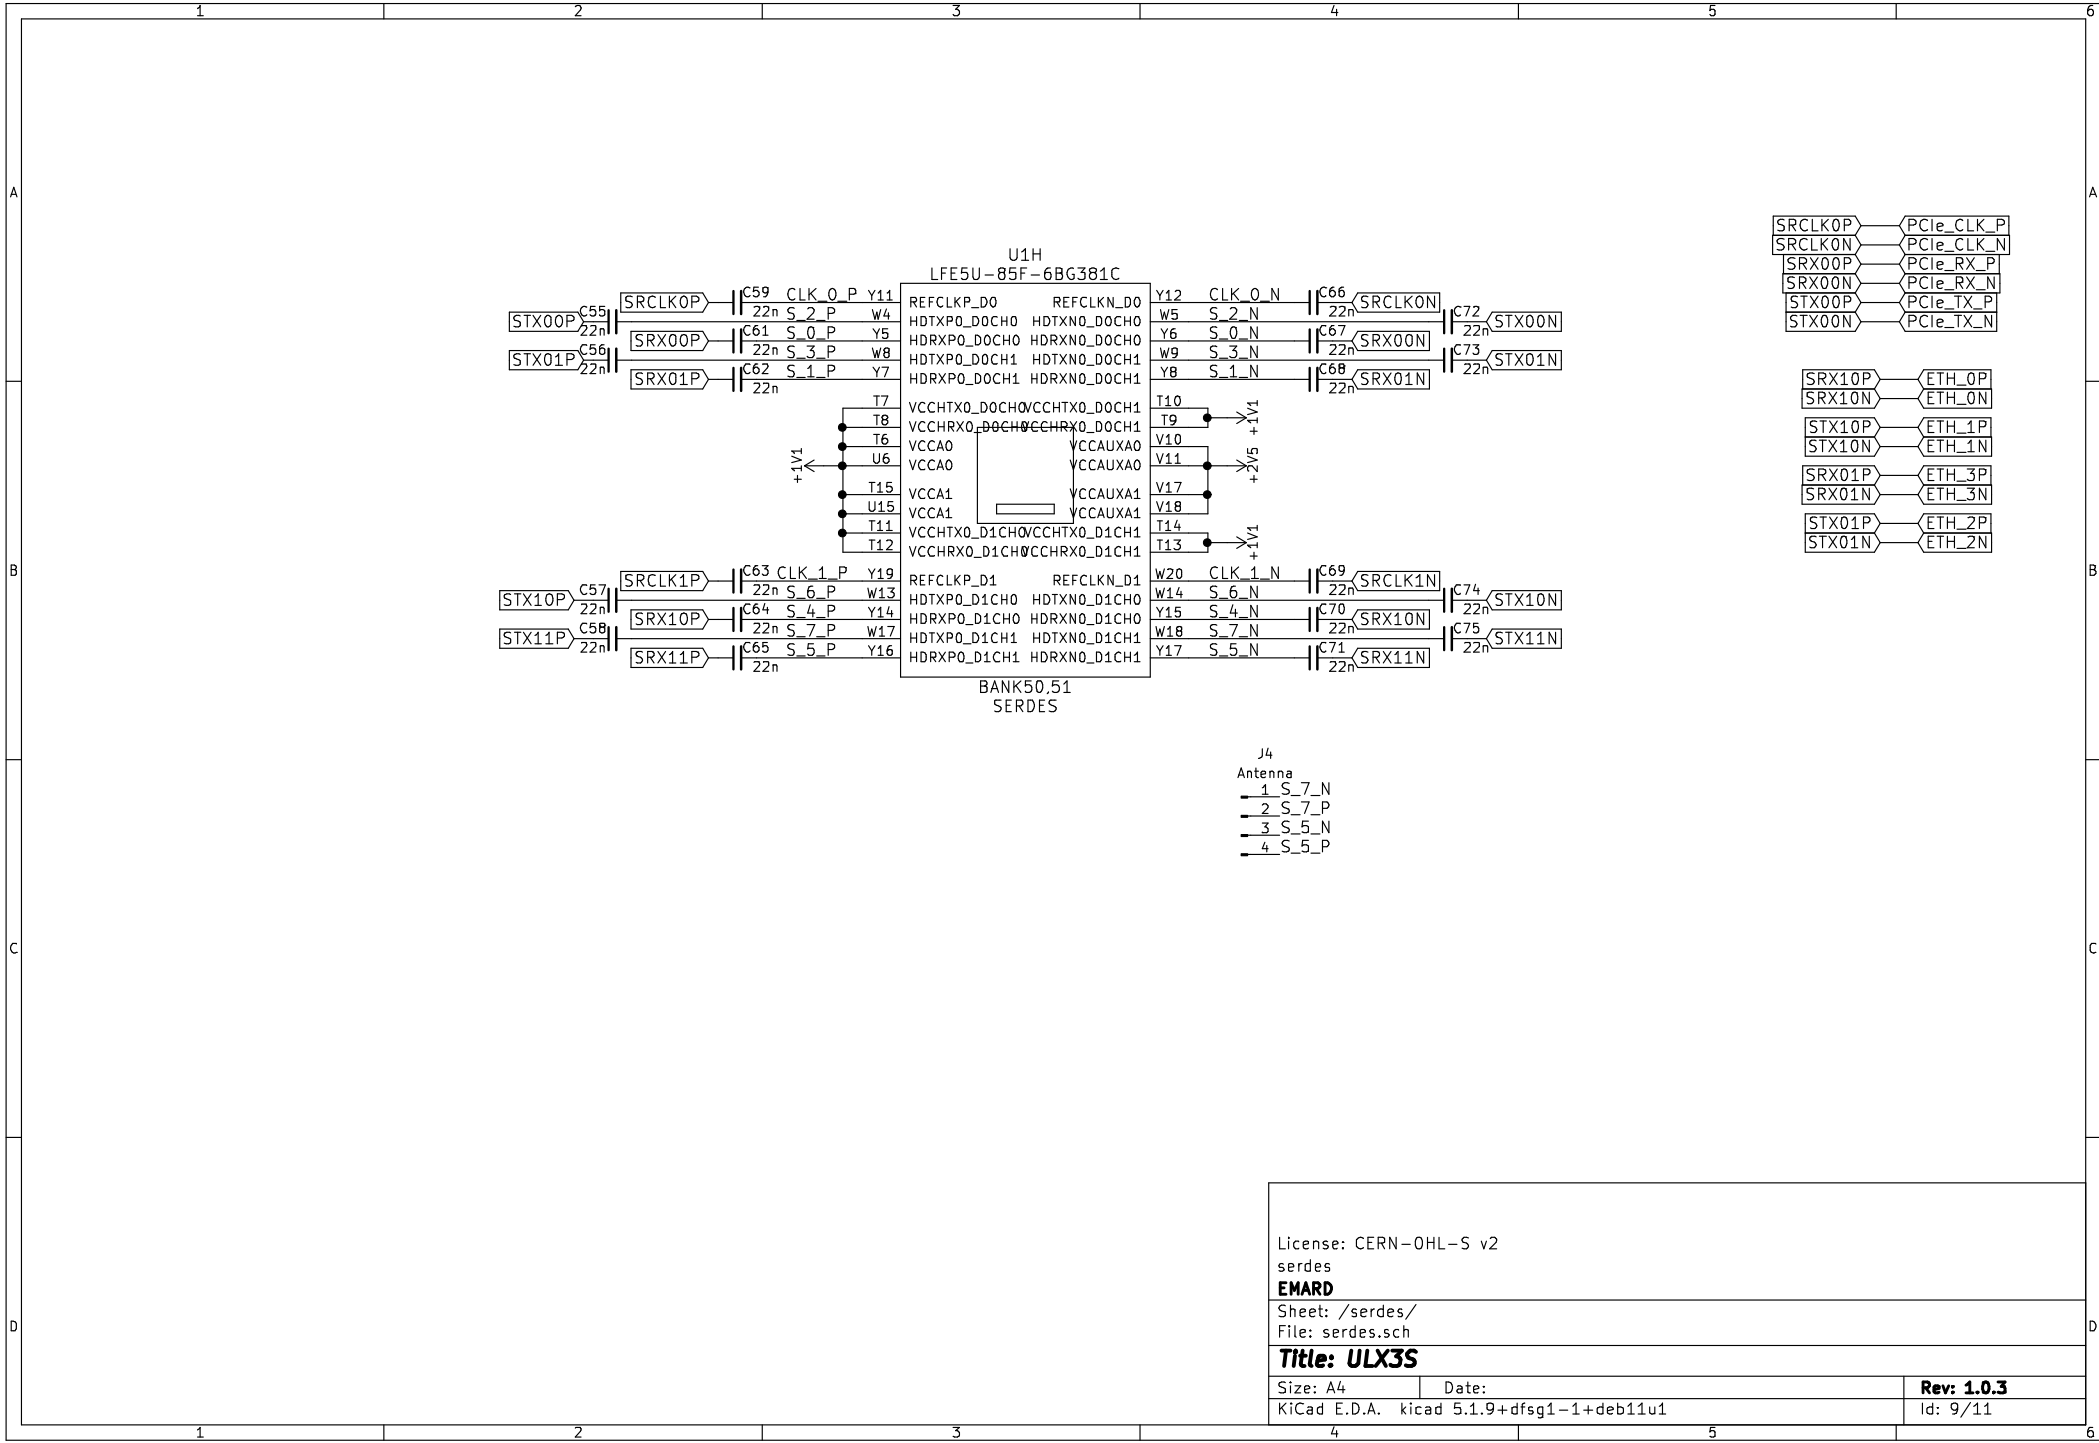 1 2 3 4 5 6
A A
U1H
LFE5U-85F-6BG381C
SRCLK0P C59 22n CLK_0_P Y11 REFCLKP_D0 REFCLKN_D0 Y12 CLK_0_N C66 22n SRCLK0N
STX00P C55 22n S_2_P W4 HDTXP0_D0CH0 HDTXN0_D0CH0 W5 S_2_N C72 22n STX00N
SRX00P C61 22n S_0_P Y5 HDRXP0_D0CH0 HDRXN0_D0CH0 Y6 S_0_N C67 22n SRX00N
STX01P C56 22n S_3_P W8 HDTXP0_D0CH1 HDTXN0_D0CH1 W9 S_3_N C73 22n STX01N
SRX01P C62 22n S_1_P Y7 HDRXP0_D0CH1 HDRXN0_D0CH1 Y8 S_1_N C68 22n SRX01N
T7 VCCHTX0_D0CH0 VCCHTX0_D0CH1 T10
T8 VCCHRX0_D0CH0 VCCHRX0_D0CH1 T9
+1V1
T6 VCCA0 VCCAUXA0 V10
+1V1 U6 VCCA0 VCCAUXA0 V11 +2V5
T15 VCCA1 VCCAUXA1 V17
U15 VCCA1 VCCAUXA1 V18
T11 VCCHTX0_D1CH0 VCCHTX0_D1CH1 T14
T12 VCCHRX0_D1CH0 VCCHRX0_D1CH1 T13
+1V1
SRCLK1P C63 22n CLK_1_P Y19 REFCLKP_D1 REFCLKN_D1 W20 CLK_1_N C69 22n SRCLK1N
STX10P C57 22n S_6_P W13 HDTXP0_D1CH0 HDTXN0_D1CH0 W14 S_6_N C74 22n STX10N
SRX10P C64 22n S_4_P Y14 HDRXP0_D1CH0 HDRXN0_D1CH0 Y15 S_4_N C70 22n SRX10N
STX11P C58 22n S_7_P W17 HDTXP0_D1CH1 HDTXN0_D1CH1 W18 S_7_N C75 22n STX11N
SRX11P C65 22n S_5_P Y16 HDRXP0_D1CH1 HDRXN0_D1CH1 Y17 S_5_N C71 22n SRX11N
BANK50,51
SERDES
SRCLK0P PCIe_CLK_P
SRCLK0N PCIe_CLK_N
SRX00P PCIe_RX_P
SRX00N PCIe_RX_N
STX00P PCIe_TX_P
STX00N PCIe_TX_N
SRX10P ETH_0P
SRX10N ETH_0N
STX10P ETH_1P
STX10N ETH_1N
SRX01P ETH_3P
SRX01N ETH_3N
STX01P ETH_2P
STX01N ETH_2N
B B
J4
Antenna
1 S_7_N
2 S_7_P
3 S_5_N
4 S_5_P
C C
License: CERN-OHL-S v2
serdes
EMARD
Sheet: /serdes/
File: serdes.sch
D D
Title: ULX3S
Size: A4 Date: Rev: 1.0.3
KiCad E.D.A. kicad 5.1.9+dfsg1-1+deb11u1 Id: 9/11
1 2 3 4 5 6